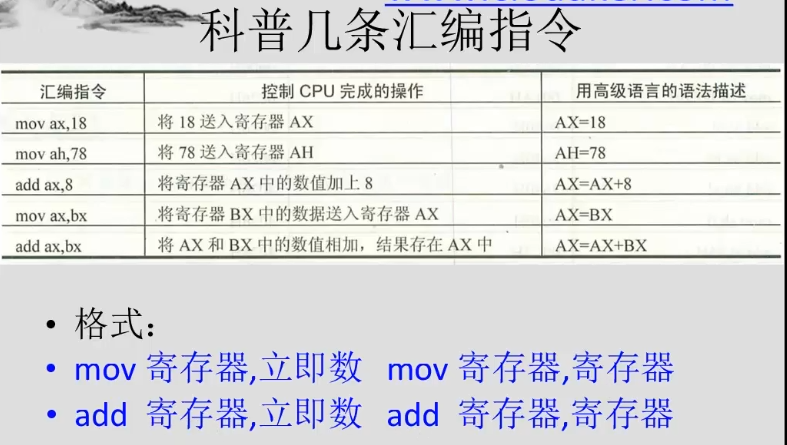 科普几条汇编指令
汇编指令 控制 CPU 完成的操作 用高级语言的语法描述
mov ax,18 将 18 送入寄存器 AX AX=18
mov ah,78 将 78 送入寄存器 AH AH=78
add ax,8 将寄存器 AX 中的数值加上 8 AX=AX+8
mov ax,bx 将寄存器 BX 中的数据送入寄存器 AX AX=BX
add ax,bx 将 AX 和 BX 中的数值相加，结果存在 AX 中 AX=AX+BX
• 格式：
• mov 寄存器,立即数 mov 寄存器,寄存器
• add 寄存器,立即数 add 寄存器,寄存器